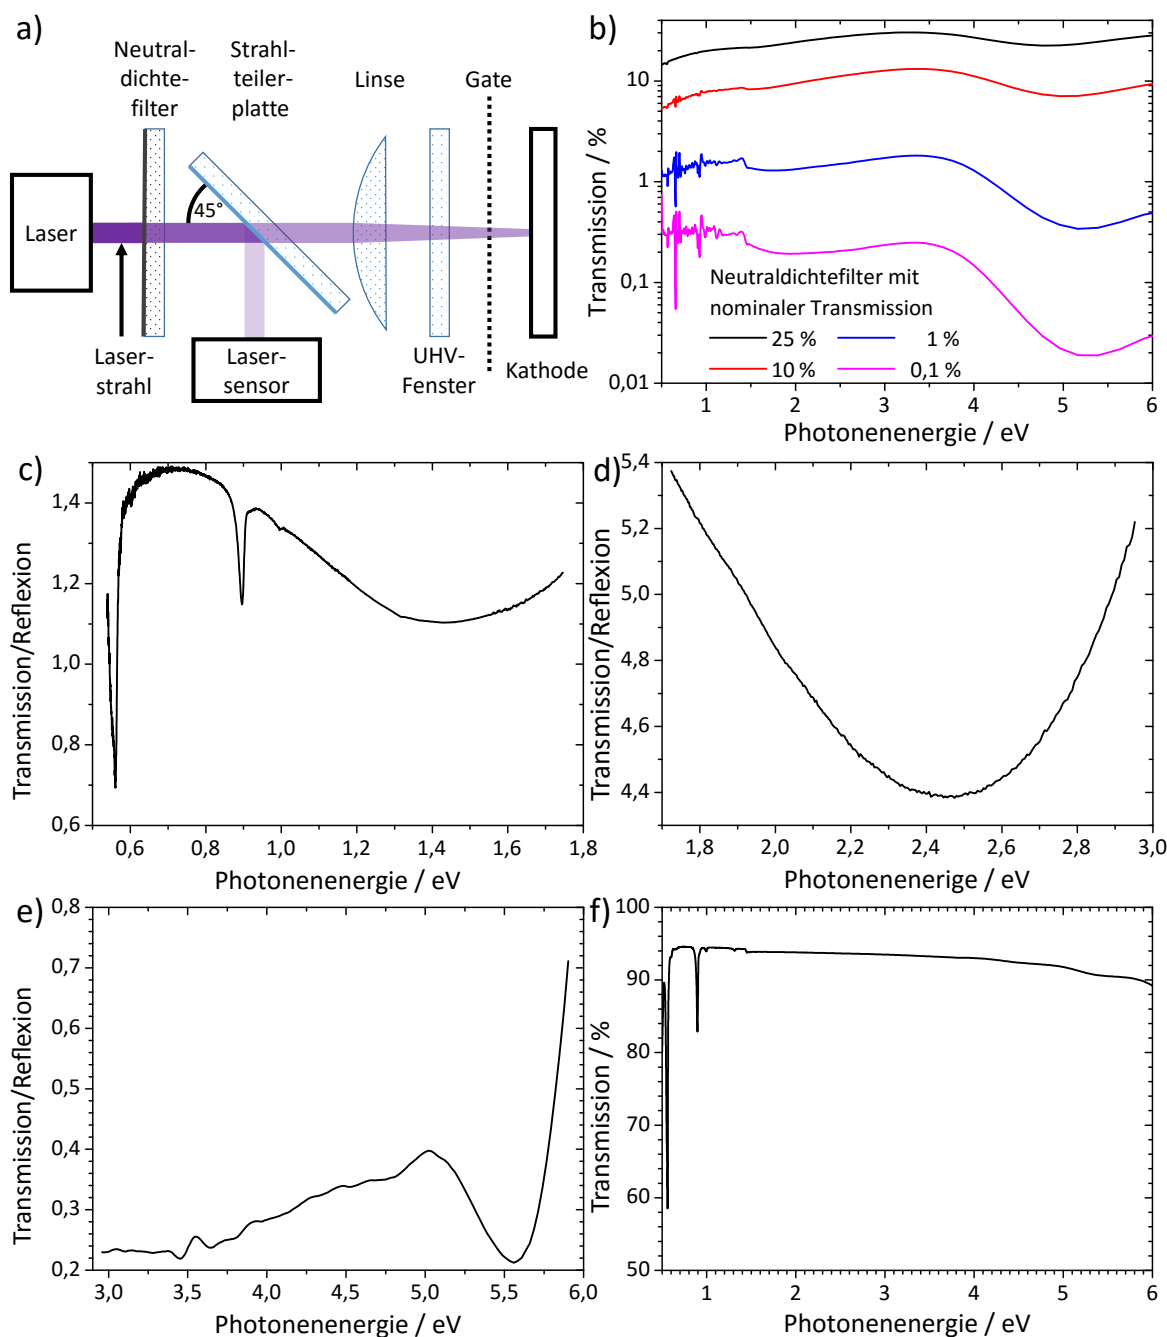 a)
Neutral-
dichte-
filter
Strahl-
teiler-
platte
Linse
Gate
Laser
45°
Laser-
strahl
Laser-
sensor
UHV-
Fenster
Kathode
b)
Transmission / %
10
1
0,1
0,01
Neutraldichtefilter mit
nominaler Transmission
25 %
1 %
10 %
0,1 %
1 2 3 4 5 6
Photonenenergie / eV
c)
Transmission/Reflexion
1,4
1,2
1,0
0,8
0,6
0,6 0,8 1,0 1,2 1,4 1,6 1,8
Photonenenergie / eV
d)
Transmission/Reflexion
5,4
5,2
5,0
4,8
4,6
4,4
1,8 2,0 2,2 2,4 2,6 2,8 3,0
Photonenenerige / eV
e)
Transmission/Reflexion
0,8
0,7
0,6
0,5
0,4
0,3
0,2
3,0 3,5 4,0 4,5 5,0 5,5 6,0
Photonenenergie / eV
f)
Transmission / %
100
90
80
70
60
50
1 2 3 4 5 6
Photonenenergie / eV